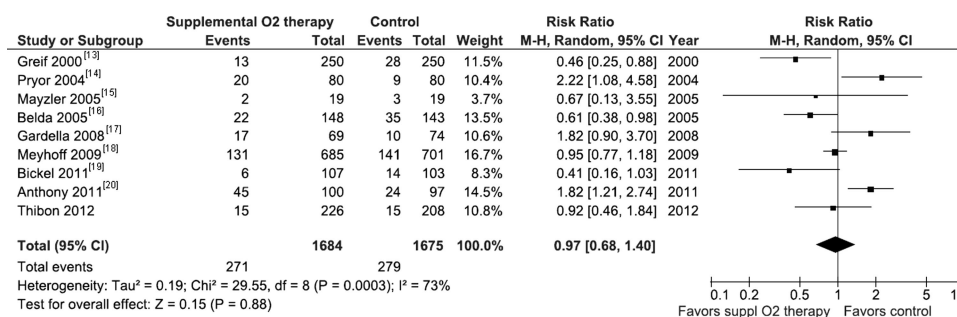 Supplemental O2 therapy Control Risk Ratio Risk Ratio
Study or Subgroup Events Total Events Total Weight M-H, Random, 95% CI Year M-H, Random, 95% CI
Greif 2000[13] 13 250 28 250 11.5% 0.46 [0.25, 0.88] 2000
Pryor 2004[14] 20 80 9 80 10.4% 2.22 [1.08, 4.58] 2004
Mayzler 2005[15] 2 19 3 19 3.7% 0.67 [0.13, 3.55] 2005
Belda 2005[16] 22 148 35 143 13.5% 0.61 [0.38, 0.98] 2005
Gardella 2008[17] 17 69 10 74 10.6% 1.82 [0.90, 3.70] 2008
Meyhoff 2009[18] 131 685 141 701 16.7% 0.95 [0.77, 1.18] 2009
Bickel 2011[19] 6 107 14 103 8.3% 0.41 [0.16, 1.03] 2011
Anthony 2011[20] 45 100 24 97 14.5% 1.82 [1.21, 2.74] 2011
Thibon 2012 15 226 15 208 10.8% 0.92 [0.46, 1.84] 2012
Total (95% CI) 1684 1675 100.0% 0.97 [0.68, 1.40]
Total events 271 279
Heterogeneity: Tau² = 0.19; Chi² = 29.55, df = 8 (P = 0.0003); I² = 73%
Test for overall effect: Z = 0.15 (P = 0.88)
0.1 0.2 0.5 1 2 5 1
Favors suppl O2 therapy Favors control